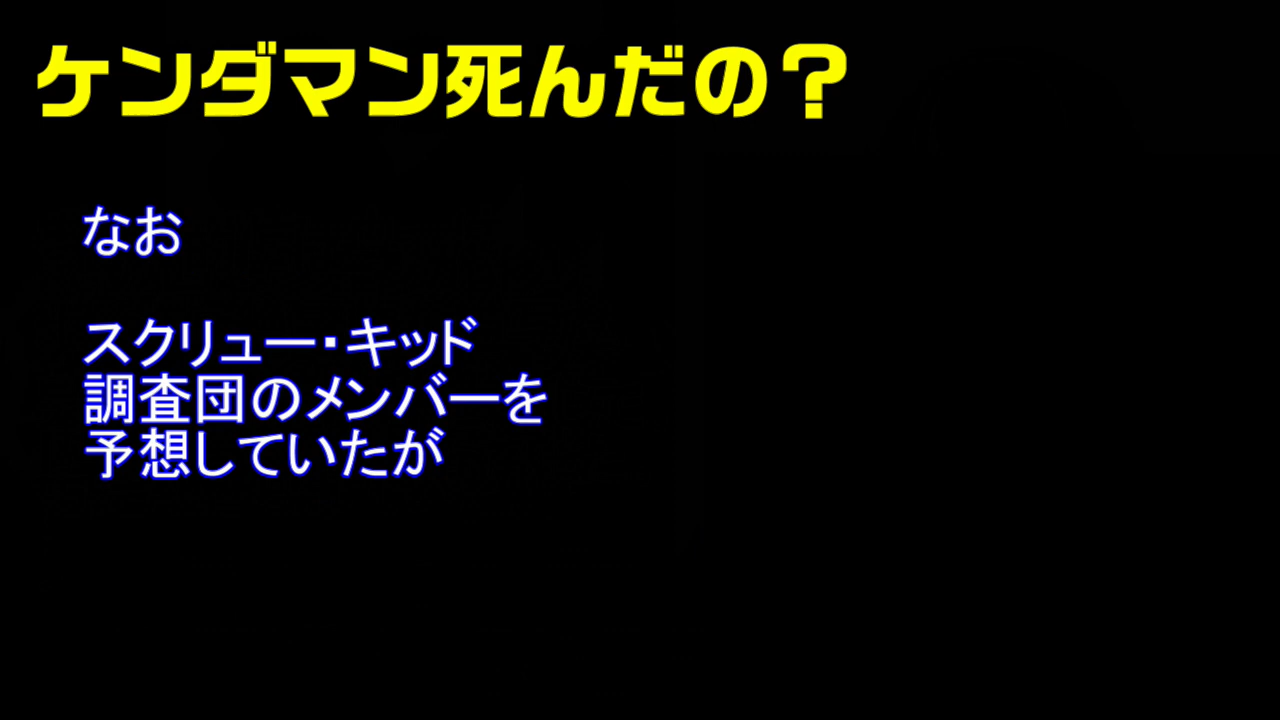 ケンダマン死んだの？
なお
スクリュー・キッド
調査団のメンバーを
予想していたが